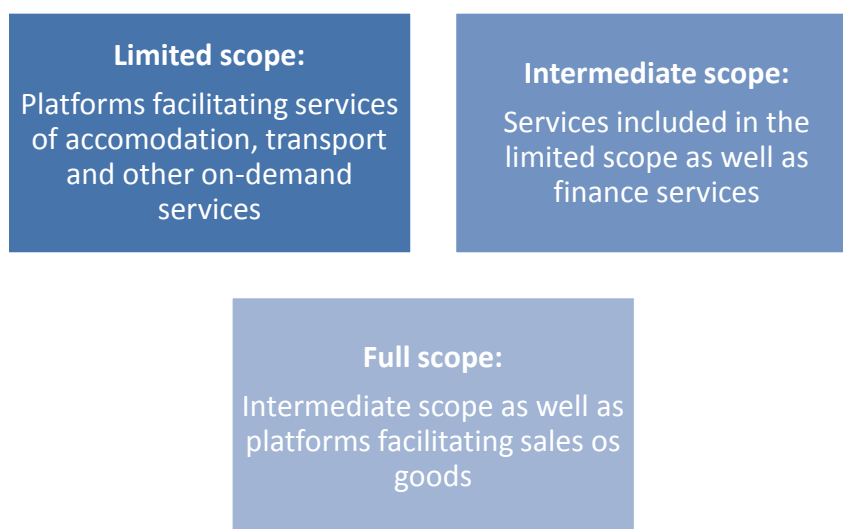 Limited scope:
Platforms facilitating services
of accomodation, transport
and other on-demand
services
Intermediate scope:
Services included in the
limited scope as well as
finance services
Full scope:
Intermediate scope as well as
platforms facilitating sales os
goods